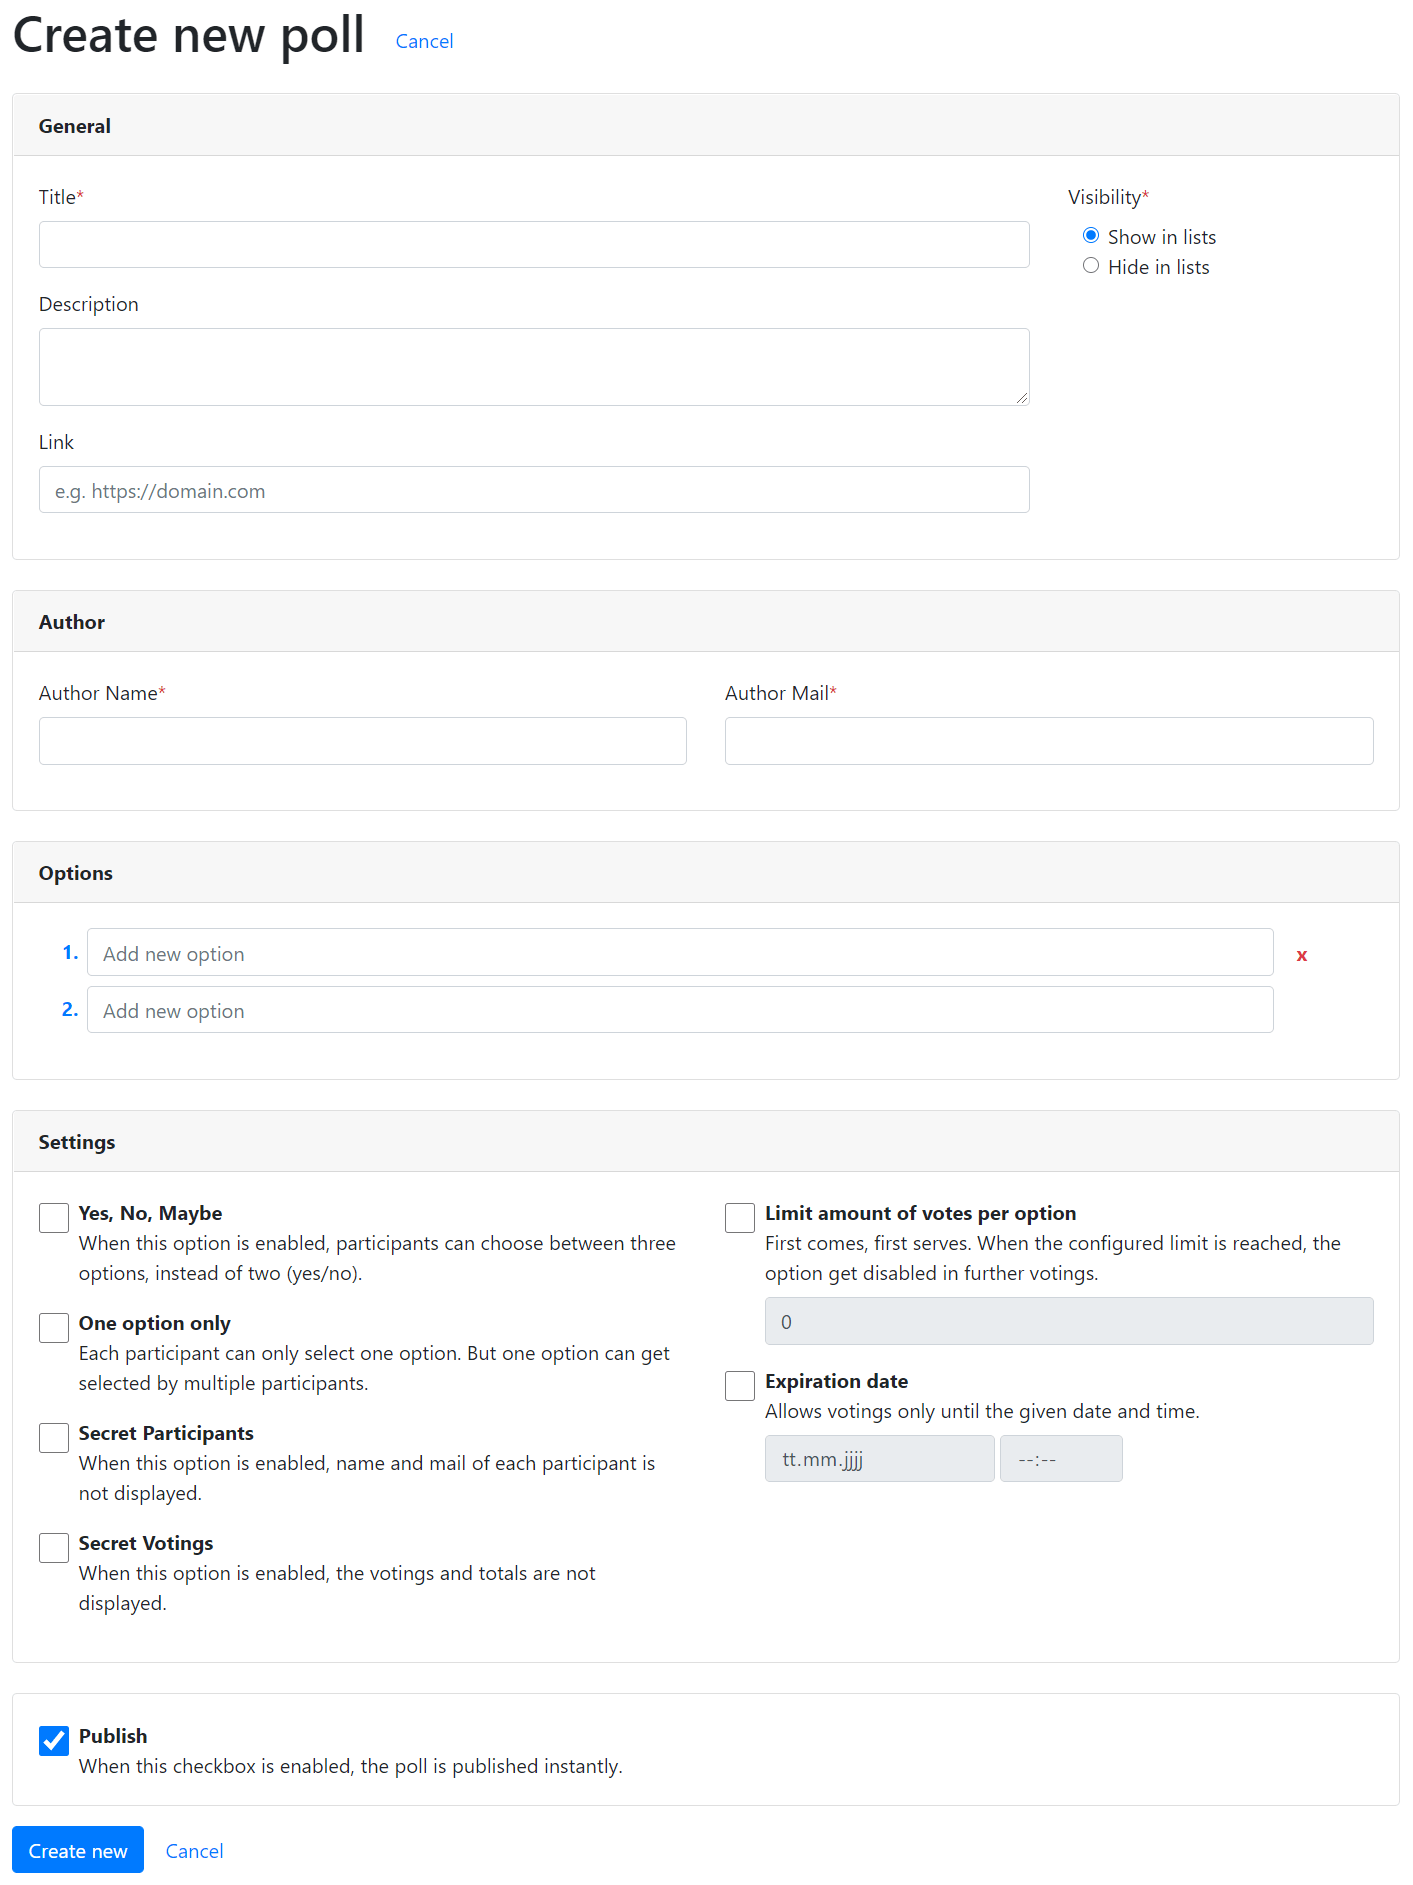 Create new poll Cancel
General
Title*
Visibility*
Show in lists
Hide in lists
Description
Link
e.g. https://domain.com
Author
Author Name*
Author Mail*
Options
1. Add new option x
2. Add new option
Settings
Yes, No, Maybe
When this option is enabled, participants can choose between three
options, instead of two (yes/no).
One option only
Each participant can only select one option. But one option can get
selected by multiple participants.
Secret Participants
When this option is enabled, name and mail of each participant is
not displayed.
Secret Votings
When this option is enabled, the votings and totals are not
displayed.
Limit amount of votes per option
First comes, first serves. When the configured limit is reached, the
option get disabled in further votings.
0
Expiration date
Allows votings only until the given date and time.
tt.mm.jjjj --:--
Publish
When this checkbox is enabled, the poll is published instantly.
Create new Cancel